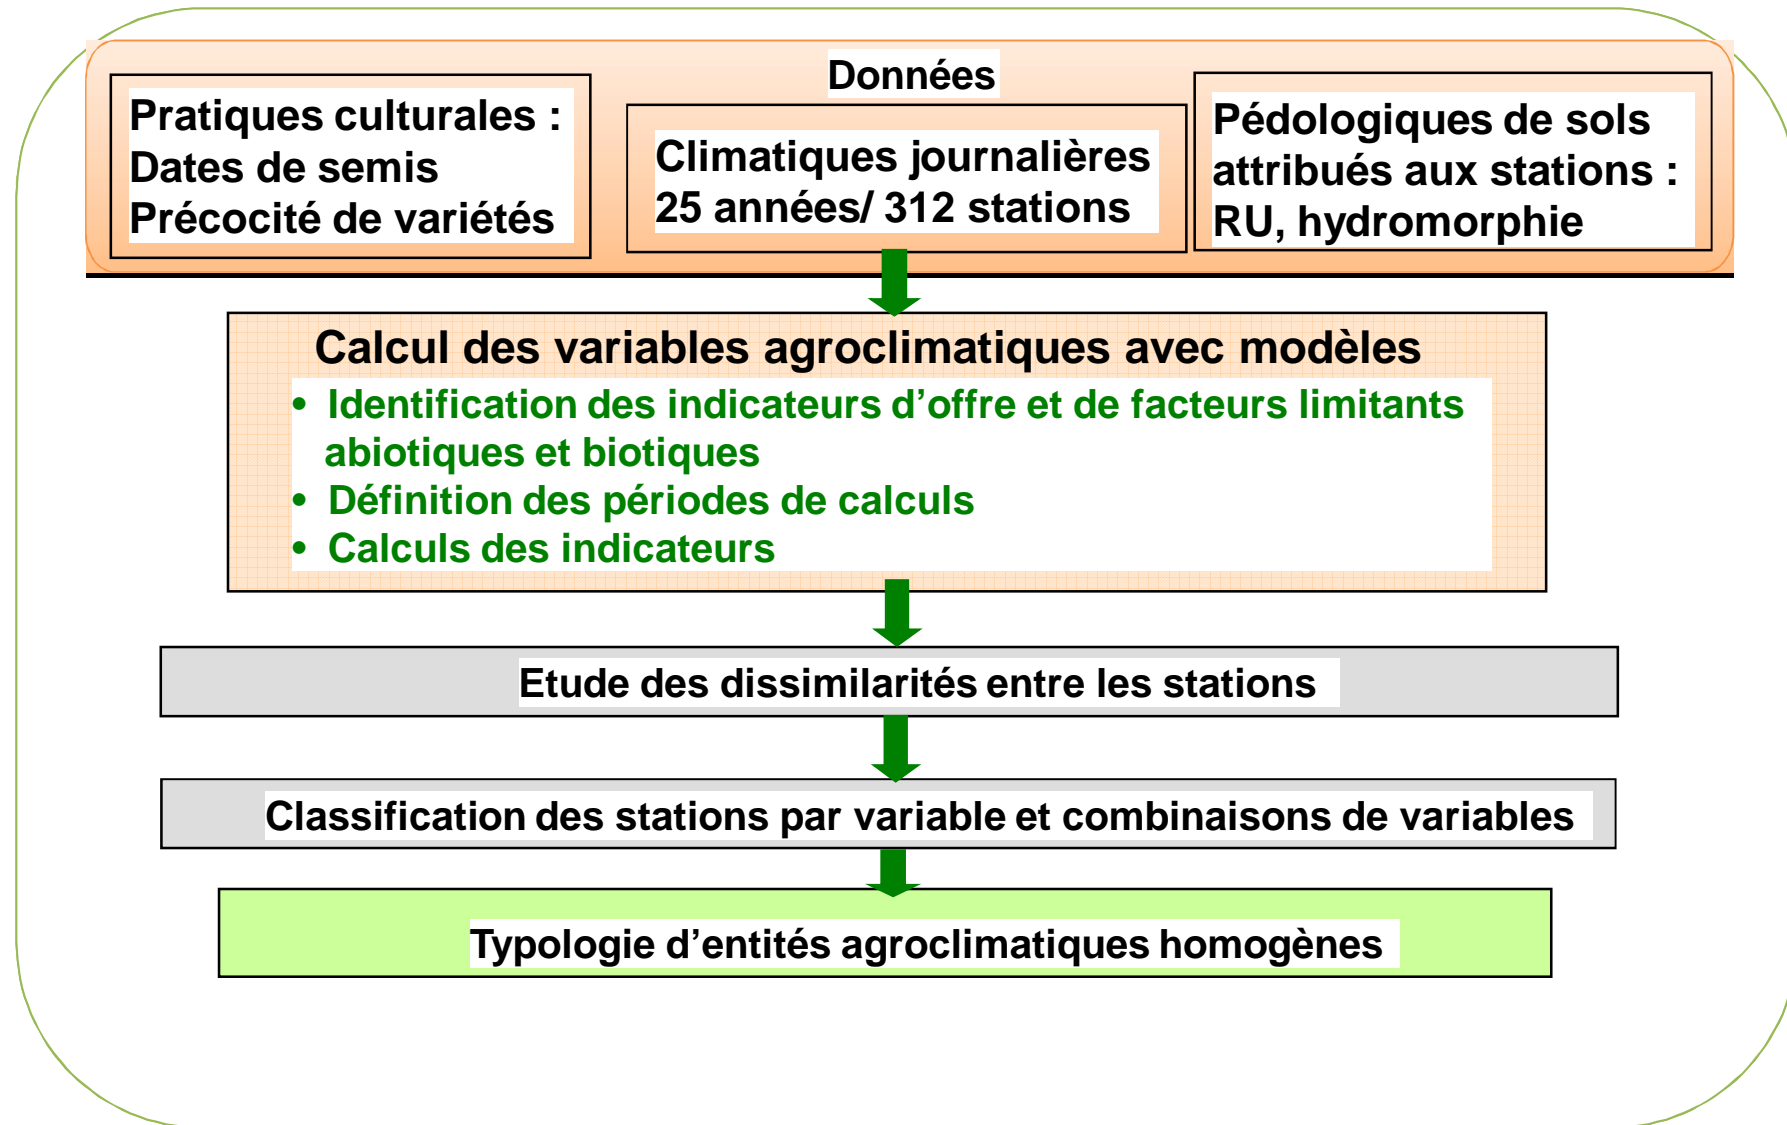 Données
Pratiques culturales :
Dates de semis
Précocité de variétés
Climatiques journalières
25 années/ 312 stations
Pédologiques de sols
attribués aux stations :
RU, hydromorphie
Calcul des variables agroclimatiques avec modèles
• Identification des indicateurs d’offre et de facteurs limitants
abiotiques et biotiques
• Définition des périodes de calculs
• Calculs des indicateurs
Etude des dissimilarités entre les stations
Classification des stations par variable et combinaisons de variables
Typologie d’entités agroclimatiques homogènes